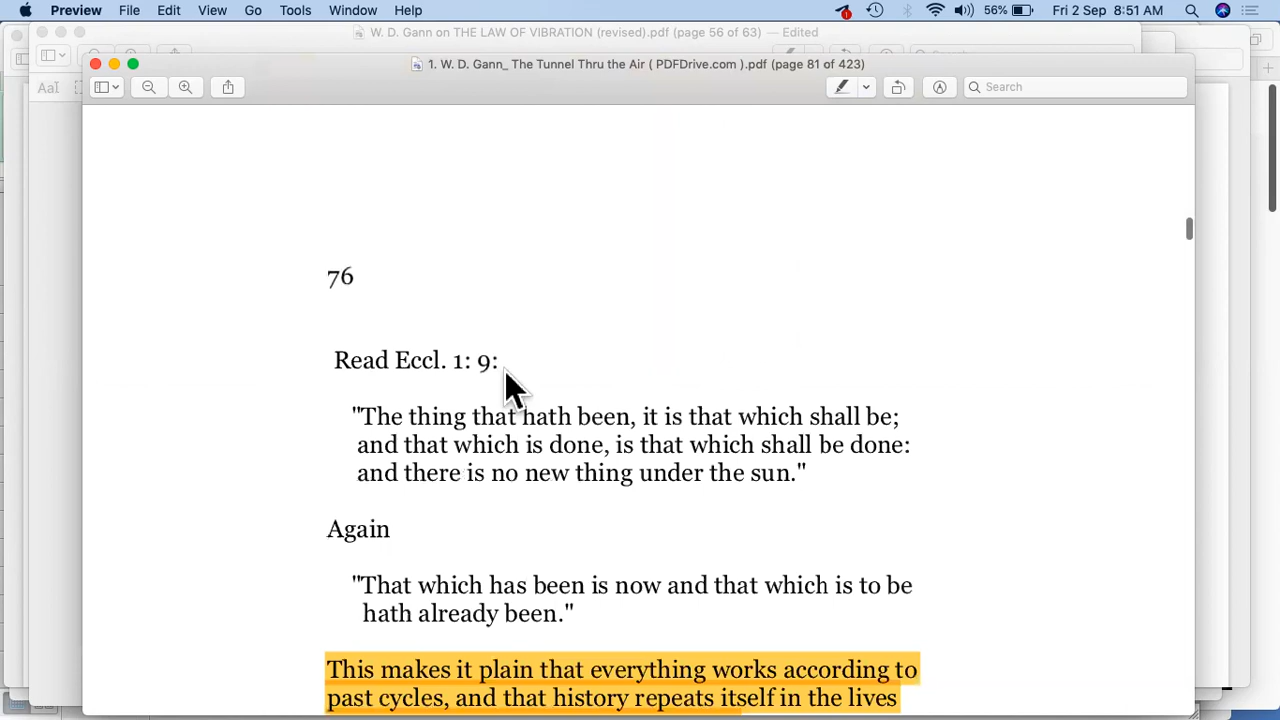 Preview File Edit View Go Tools Window Help 56% Fri 2 Sep 8:51 AM
W. D. Gann on THE LAW OF VIBRATION (revised).pdf (page 56 of 63) — Edited
1. W. D. Gann_ The Tunnel Thru the Air ( PDFDrive.com ).pdf (page 81 of 423)
Search
76
Read Eccl. 1: 9:
"The thing that hath been, it is that which shall be;
and that which is done, is that which shall be done:
and there is no new thing under the sun."
Again
"That which has been is now and that which is to be
hath already been."
This makes it plain that everything works according to
past cycles, and that history repeats itself in the lives